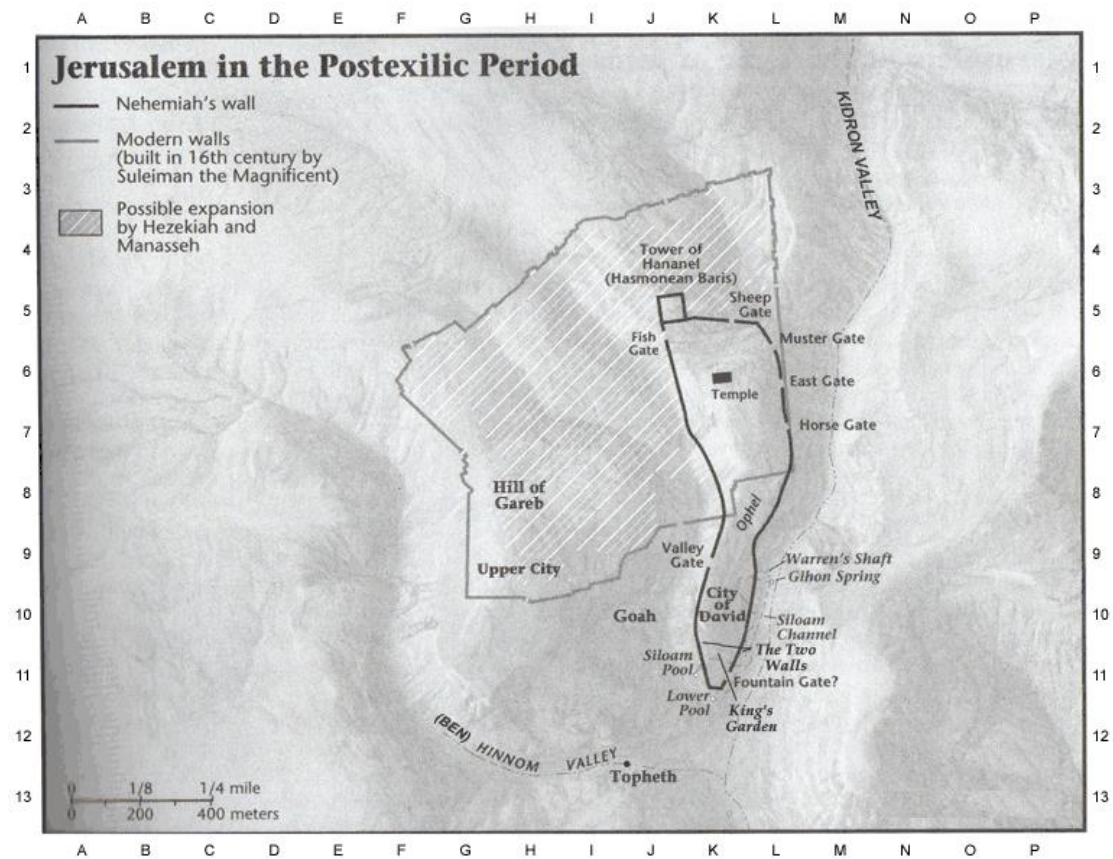 A B C D E F G H I J K L M N O P
Jerusalem in the Postexilic Period
Nehemiah's wall
Modern walls
(built in 16th century by
Suleiman the Magnificent)
Possible expansion
by Hezekiah and
Manasseh
KIDRON VALLEY
Tower of
Hananel
(Hasmonean Baris)
Sheep
Gate
Fish
Gate
Muster Gate
East Gate
Temple
Horse Gate
Hill of
Gareb
Ophel
Valley
Gate
Warren's Shaft
Upper City
Gihon Spring
City
of
David
Goah
Siloam
Channel
Siloam
Pool
The Two
Walls
Fountain Gate?
Lower
Pool
King's
Garden
(BEN) HINNOM VALLEY
Topheth
0 1/8 1/4 mile
0 200 400 meters
1 1
2 2
3 3
4 4
5 5
6 6
7 7
8 8
9 9
10 10
11 11
12 12
13 13
A B C D E F G H I J K L M N O P